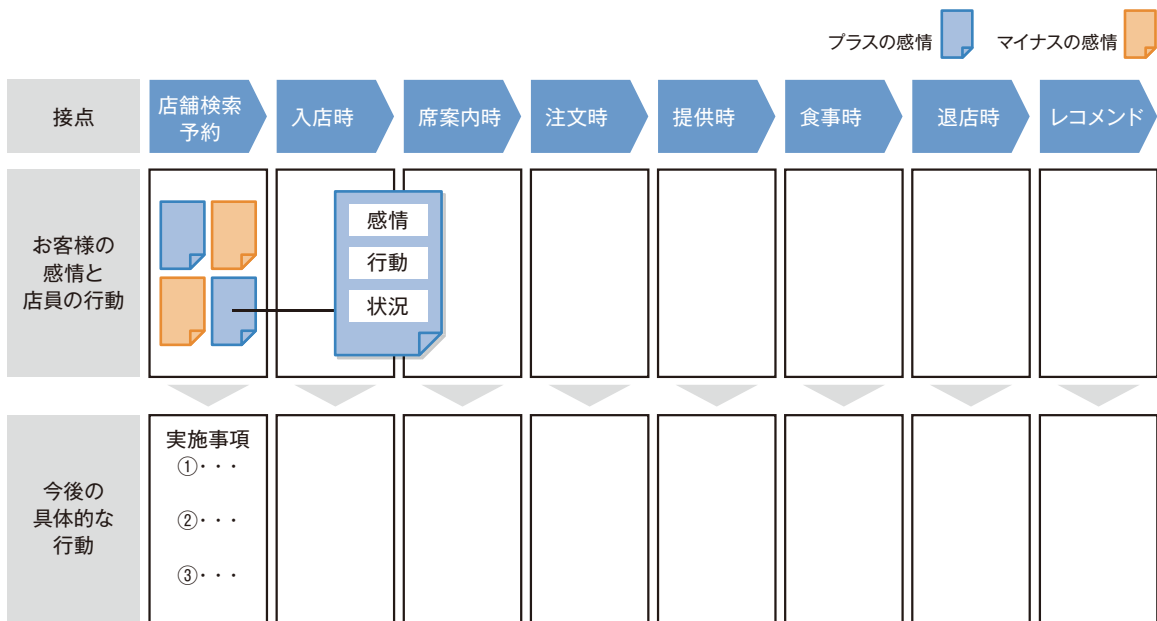 プラスの感情
マイナスの感情
接点
店舗検索
予約
入店時
席案内時
注文時
提供時
食事時
退店時
レコメンド
お客様の
感情と
店員の行動
感情
行動
状況
今後の
具体的な
行動
実施事項
①・・・
②・・・
③・・・